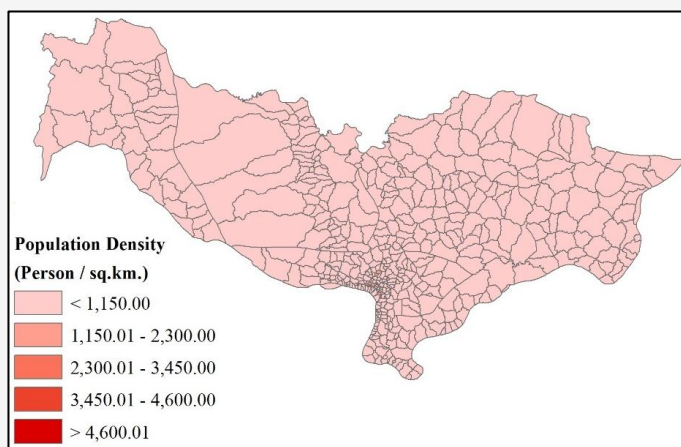 Population Density
(Person / sq.km.)
< 1,150.00
1,150.01 - 2,300.00
2,300.01 - 3,450.00
3,450.01 - 4,600.00
> 4,600.01